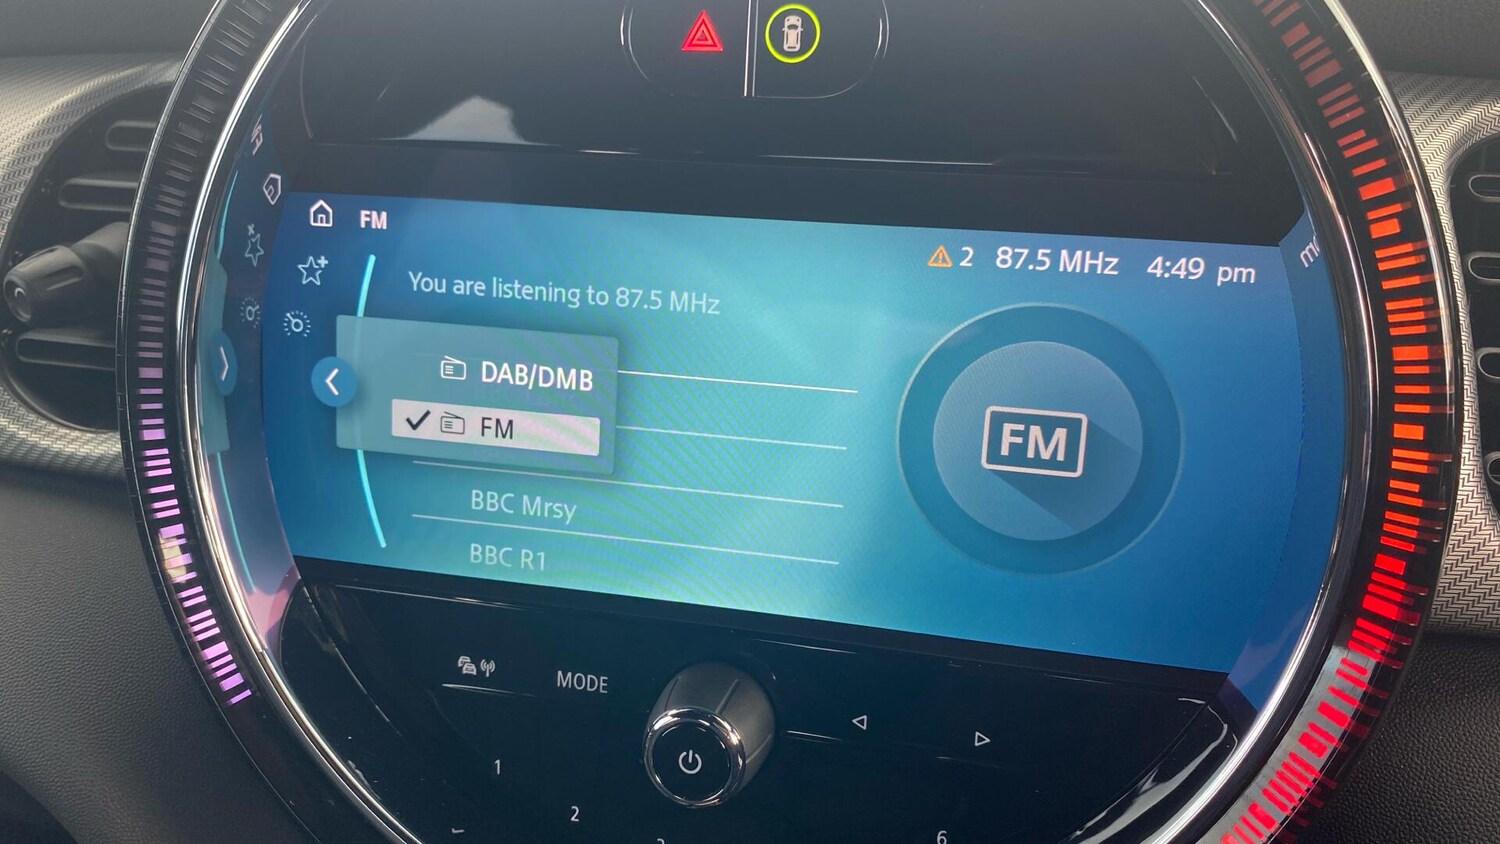 FM
2 87.5 MHz 4:49 pm
You are listening to 87.5 MHz
DAB/DMB
FM
FM
BBC Mrsy
BBC R1
MODE
1
2
6